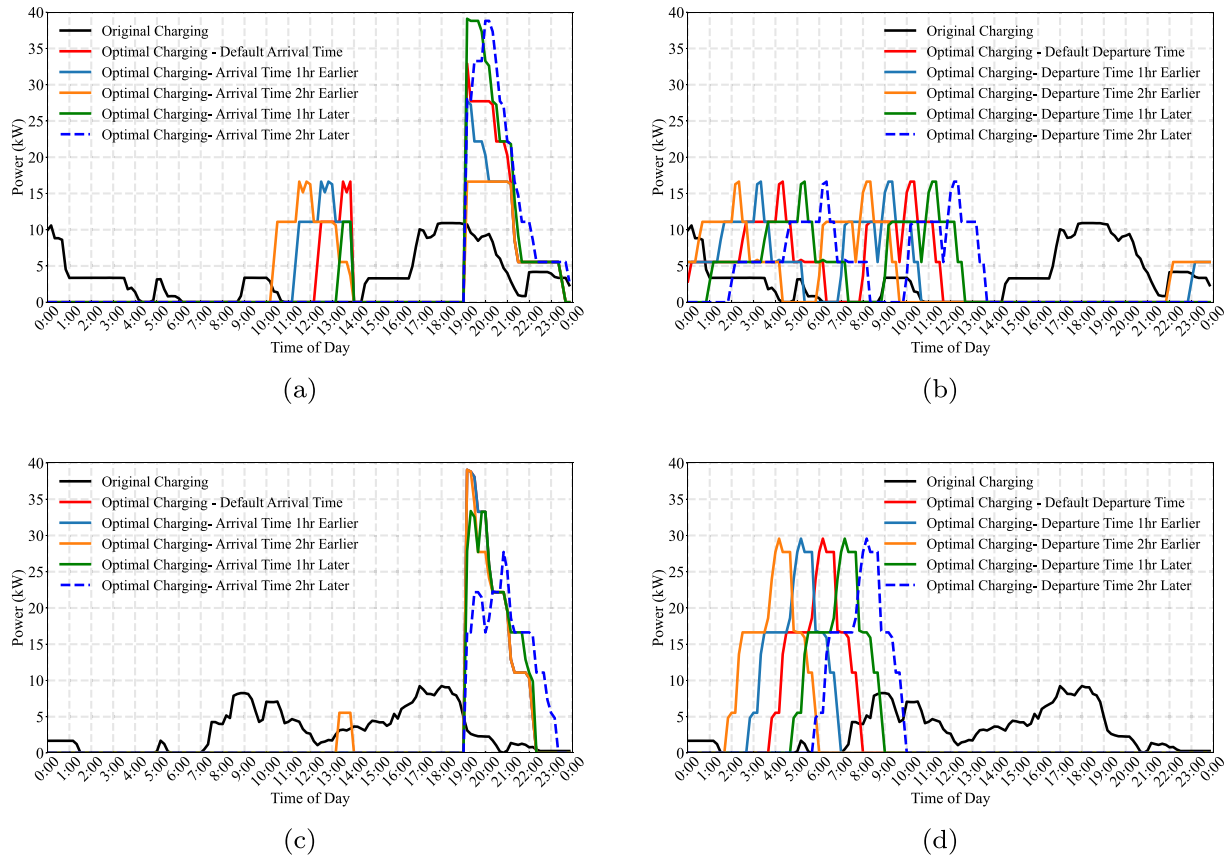 40
35
30
25
20
15
10
5
0
Power (kW)
Original Charging
Optimal Charging - Default Arrival Time
Optimal Charging- Arrival Time 1hr Earlier
Optimal Charging- Arrival Time 2hr Earlier
Optimal Charging- Arrival Time 1hr Later
Optimal Charging- Arrival Time 2hr Later
0:00 1:00 2:00 3:00 4:00 5:00 6:00 7:00 8:00 9:00 10:00 11:00 12:00 13:00 14:00 15:00 16:00 17:00 18:00 19:00 20:00 21:00 22:00 23:00 0:00
Time of Day
(a)
40
35
30
25
20
15
10
5
0
Power (kW)
Original Charging
Optimal Charging - Default Departure Time
Optimal Charging- Departure Time 1hr Earlier
Optimal Charging- Departure Time 2hr Earlier
Optimal Charging- Departure Time 1hr Later
Optimal Charging- Departure Time 2hr Later
0:00 1:00 2:00 3:00 4:00 5:00 6:00 7:00 8:00 9:00 10:00 11:00 12:00 13:00 14:00 15:00 16:00 17:00 18:00 19:00 20:00 21:00 22:00 23:00 0:00
Time of Day
(b)
40
35
30
25
20
15
10
5
0
Power (kW)
Original Charging
Optimal Charging - Default Arrival Time
Optimal Charging- Arrival Time 1hr Earlier
Optimal Charging- Arrival Time 2hr Earlier
Optimal Charging- Arrival Time 1hr Later
Optimal Charging- Arrival Time 2hr Later
0:00 1:00 2:00 3:00 4:00 5:00 6:00 7:00 8:00 9:00 10:00 11:00 12:00 13:00 14:00 15:00 16:00 17:00 18:00 19:00 20:00 21:00 22:00 23:00 0:00
Time of Day
(c)
40
35
30
25
20
15
10
5
0
Power (kW)
Original Charging
Optimal Charging - Default Departure Time
Optimal Charging- Departure Time 1hr Earlier
Optimal Charging- Departure Time 2hr Earlier
Optimal Charging- Departure Time 1hr Later
Optimal Charging- Departure Time 2hr Later
0:00 1:00 2:00 3:00 4:00 5:00 6:00 7:00 8:00 9:00 10:00 11:00 12:00 13:00 14:00 15:00 16:00 17:00 18:00 19:00 20:00 21:00 22:00 23:00 0:00
Time of Day
(d)